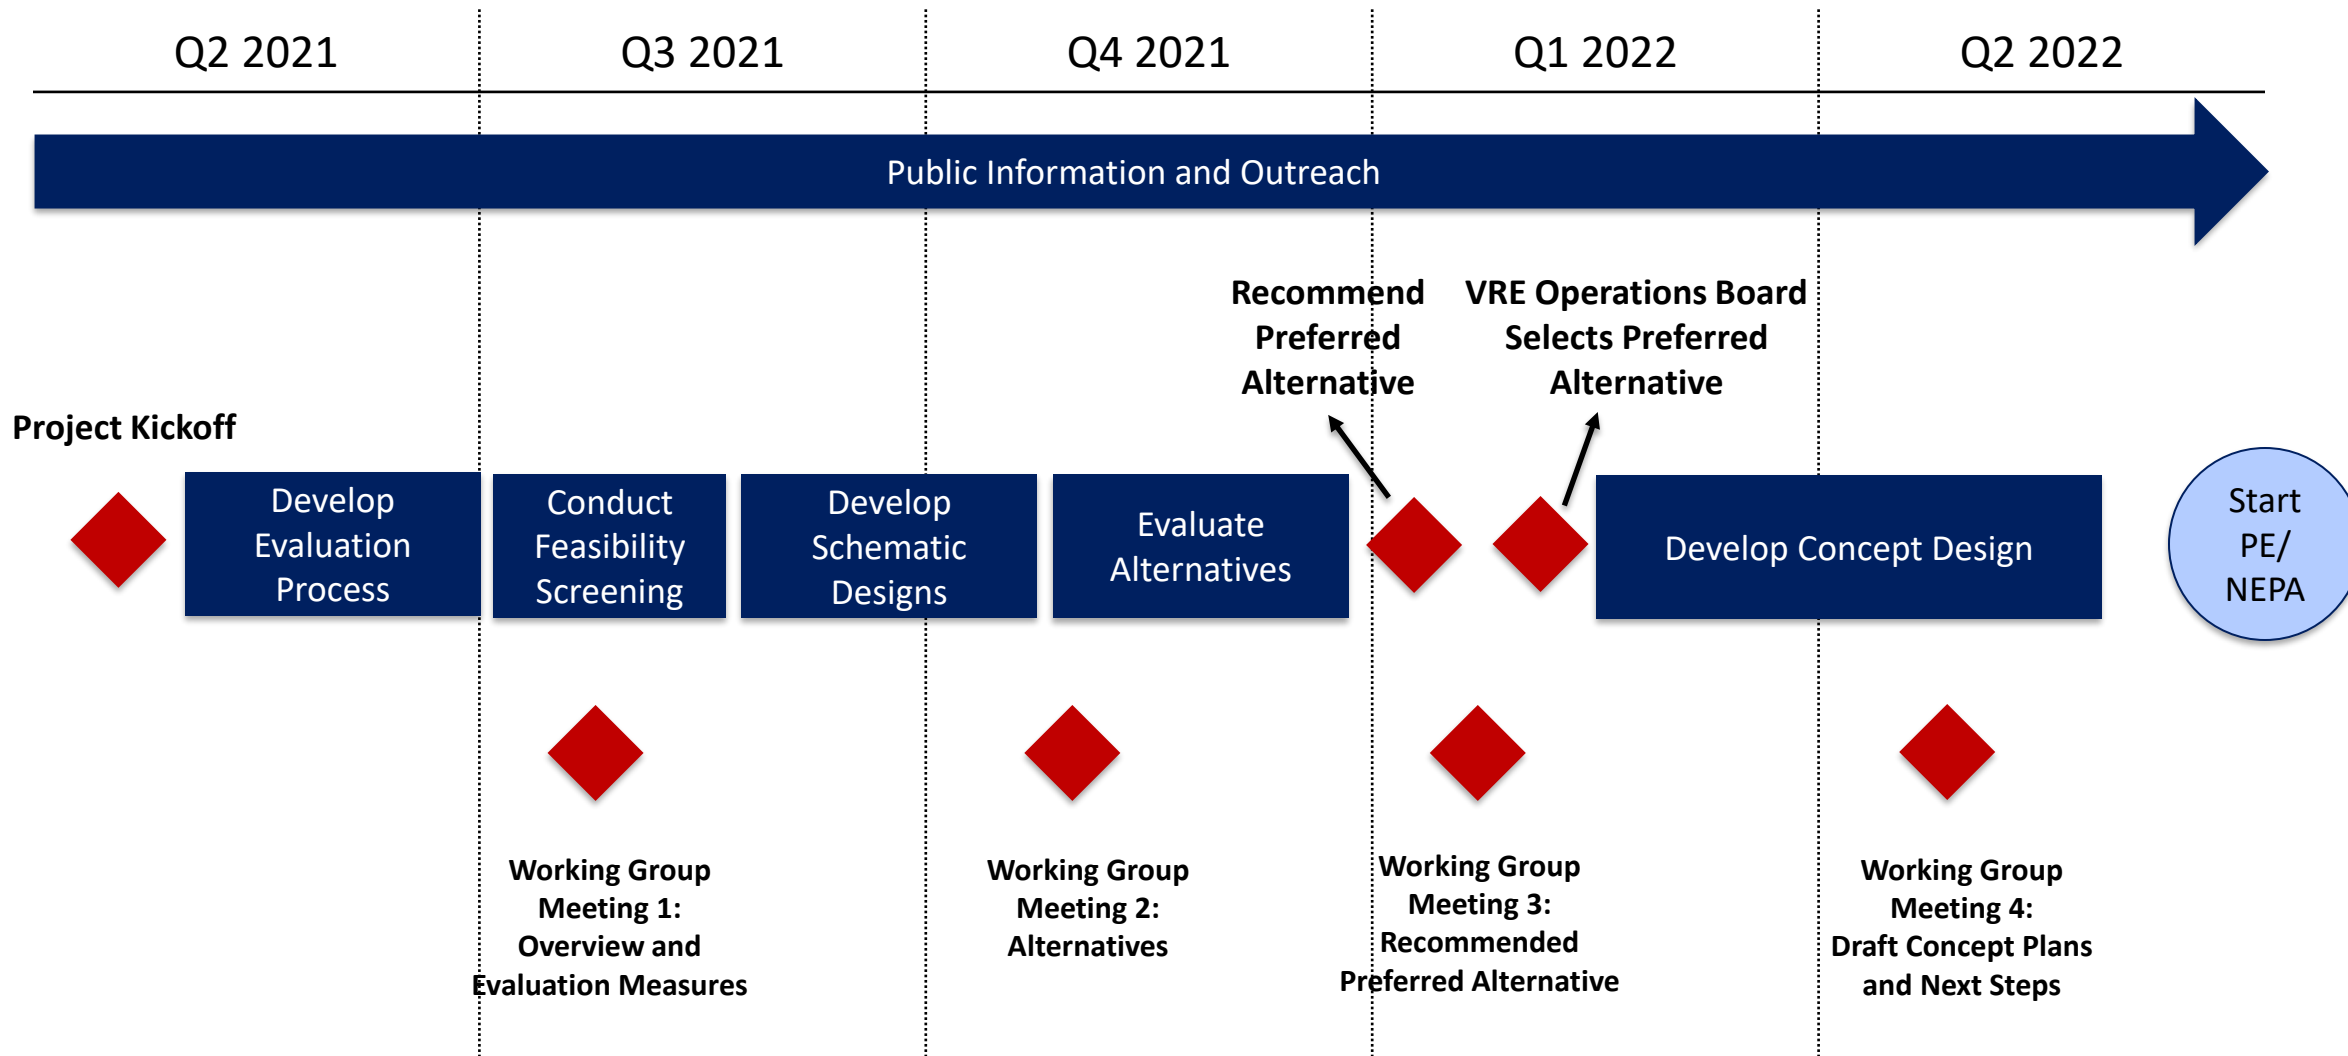 Q2 2021
Q3 2021
Q4 2021
Q1 2022
Q2 2022
Public Information and Outreach
Recommend
Preferred
Alternative
VRE Operations Board
Selects Preferred
Alternative
Project Kickoff
Develop
Evaluation
Process
Conduct
Feasibility
Screening
Develop
Schematic
Designs
Evaluate
Alternatives
Develop Concept Design
Start
PE/
NEPA
Working Group
Meeting 1:
Overview and
Evaluation Measures
Working Group
Meeting 2:
Alternatives
Working Group
Meeting 3:
Recommended
Preferred Alternative
Working Group
Meeting 4:
Draft Concept Plans
and Next Steps